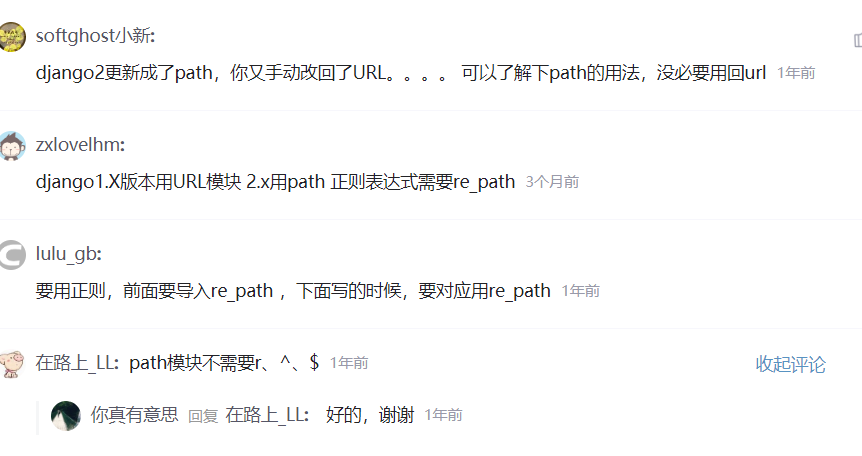 softghost小新:
django2更新成了path，你又手动改回了URL。。。。 可以了解下path的用法，没必要用回url 1年前
zxlovelhm:
django1.X版本用URL模块 2.x用path 正则表达式需要re_path 3个月前
lulu_gb:
要用正则，前面要导入re_path ，下面写的时候，要对应用re_path 1年前
在路上_LL: path模块不需要r、^、$ 1年前 收起评论
你真有意思 回复 在路上_LL: 好的，谢谢 1年前